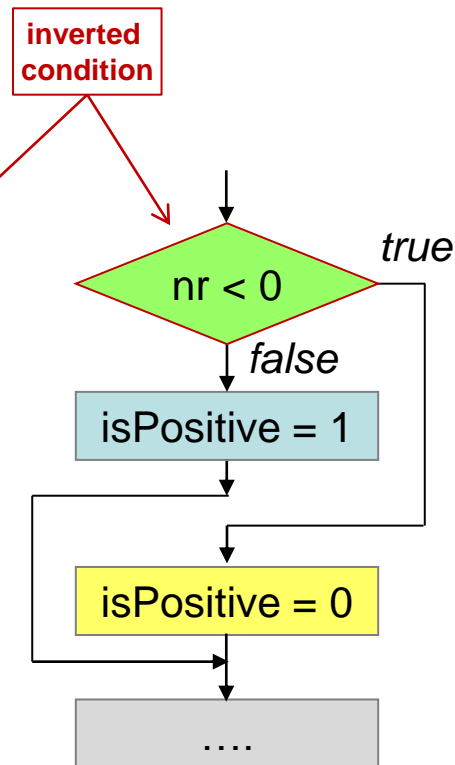 inverted
condition
true
nr < 0
false
isPositive = 1
isPositive = 0
....